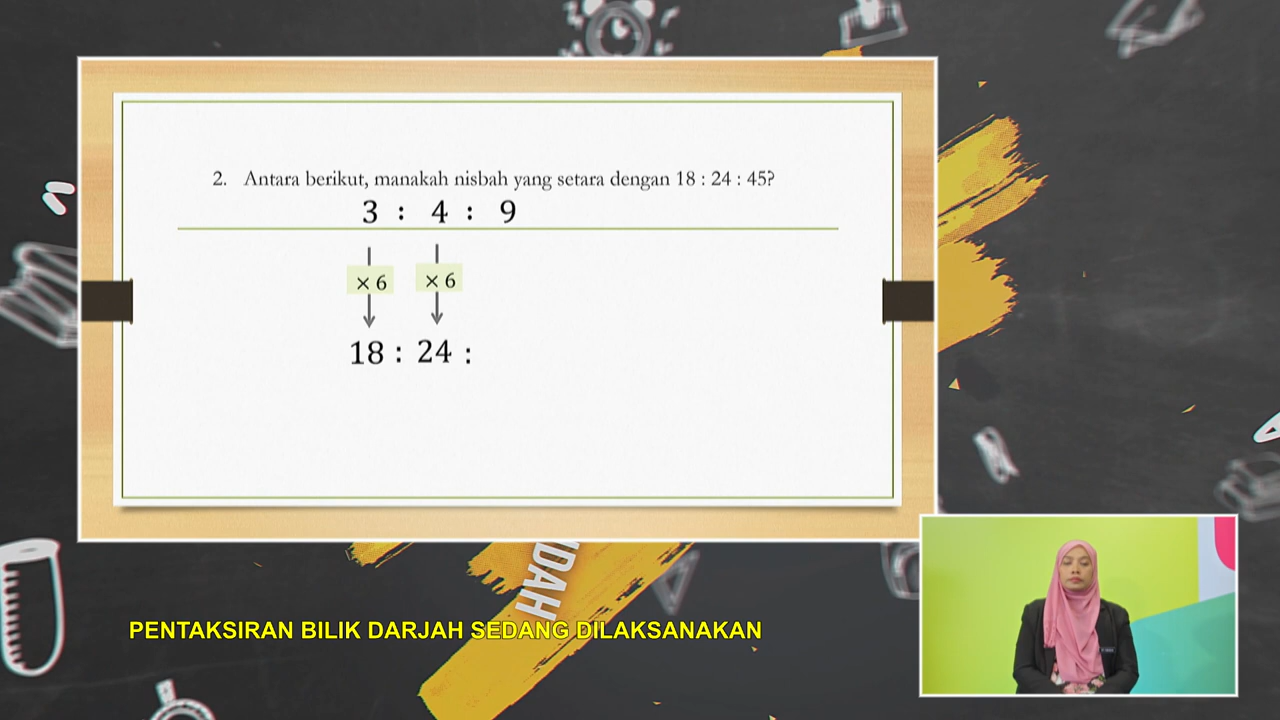 2. Antara berikut, manakah nisbah yang setara dengan 18 : 24 : 45?
3 : 4 : 9
× 6 × 6
18 : 24 :
DAH
PENTAKSIRAN BILIK DARJAH SEDANG DILAKSANAKAN